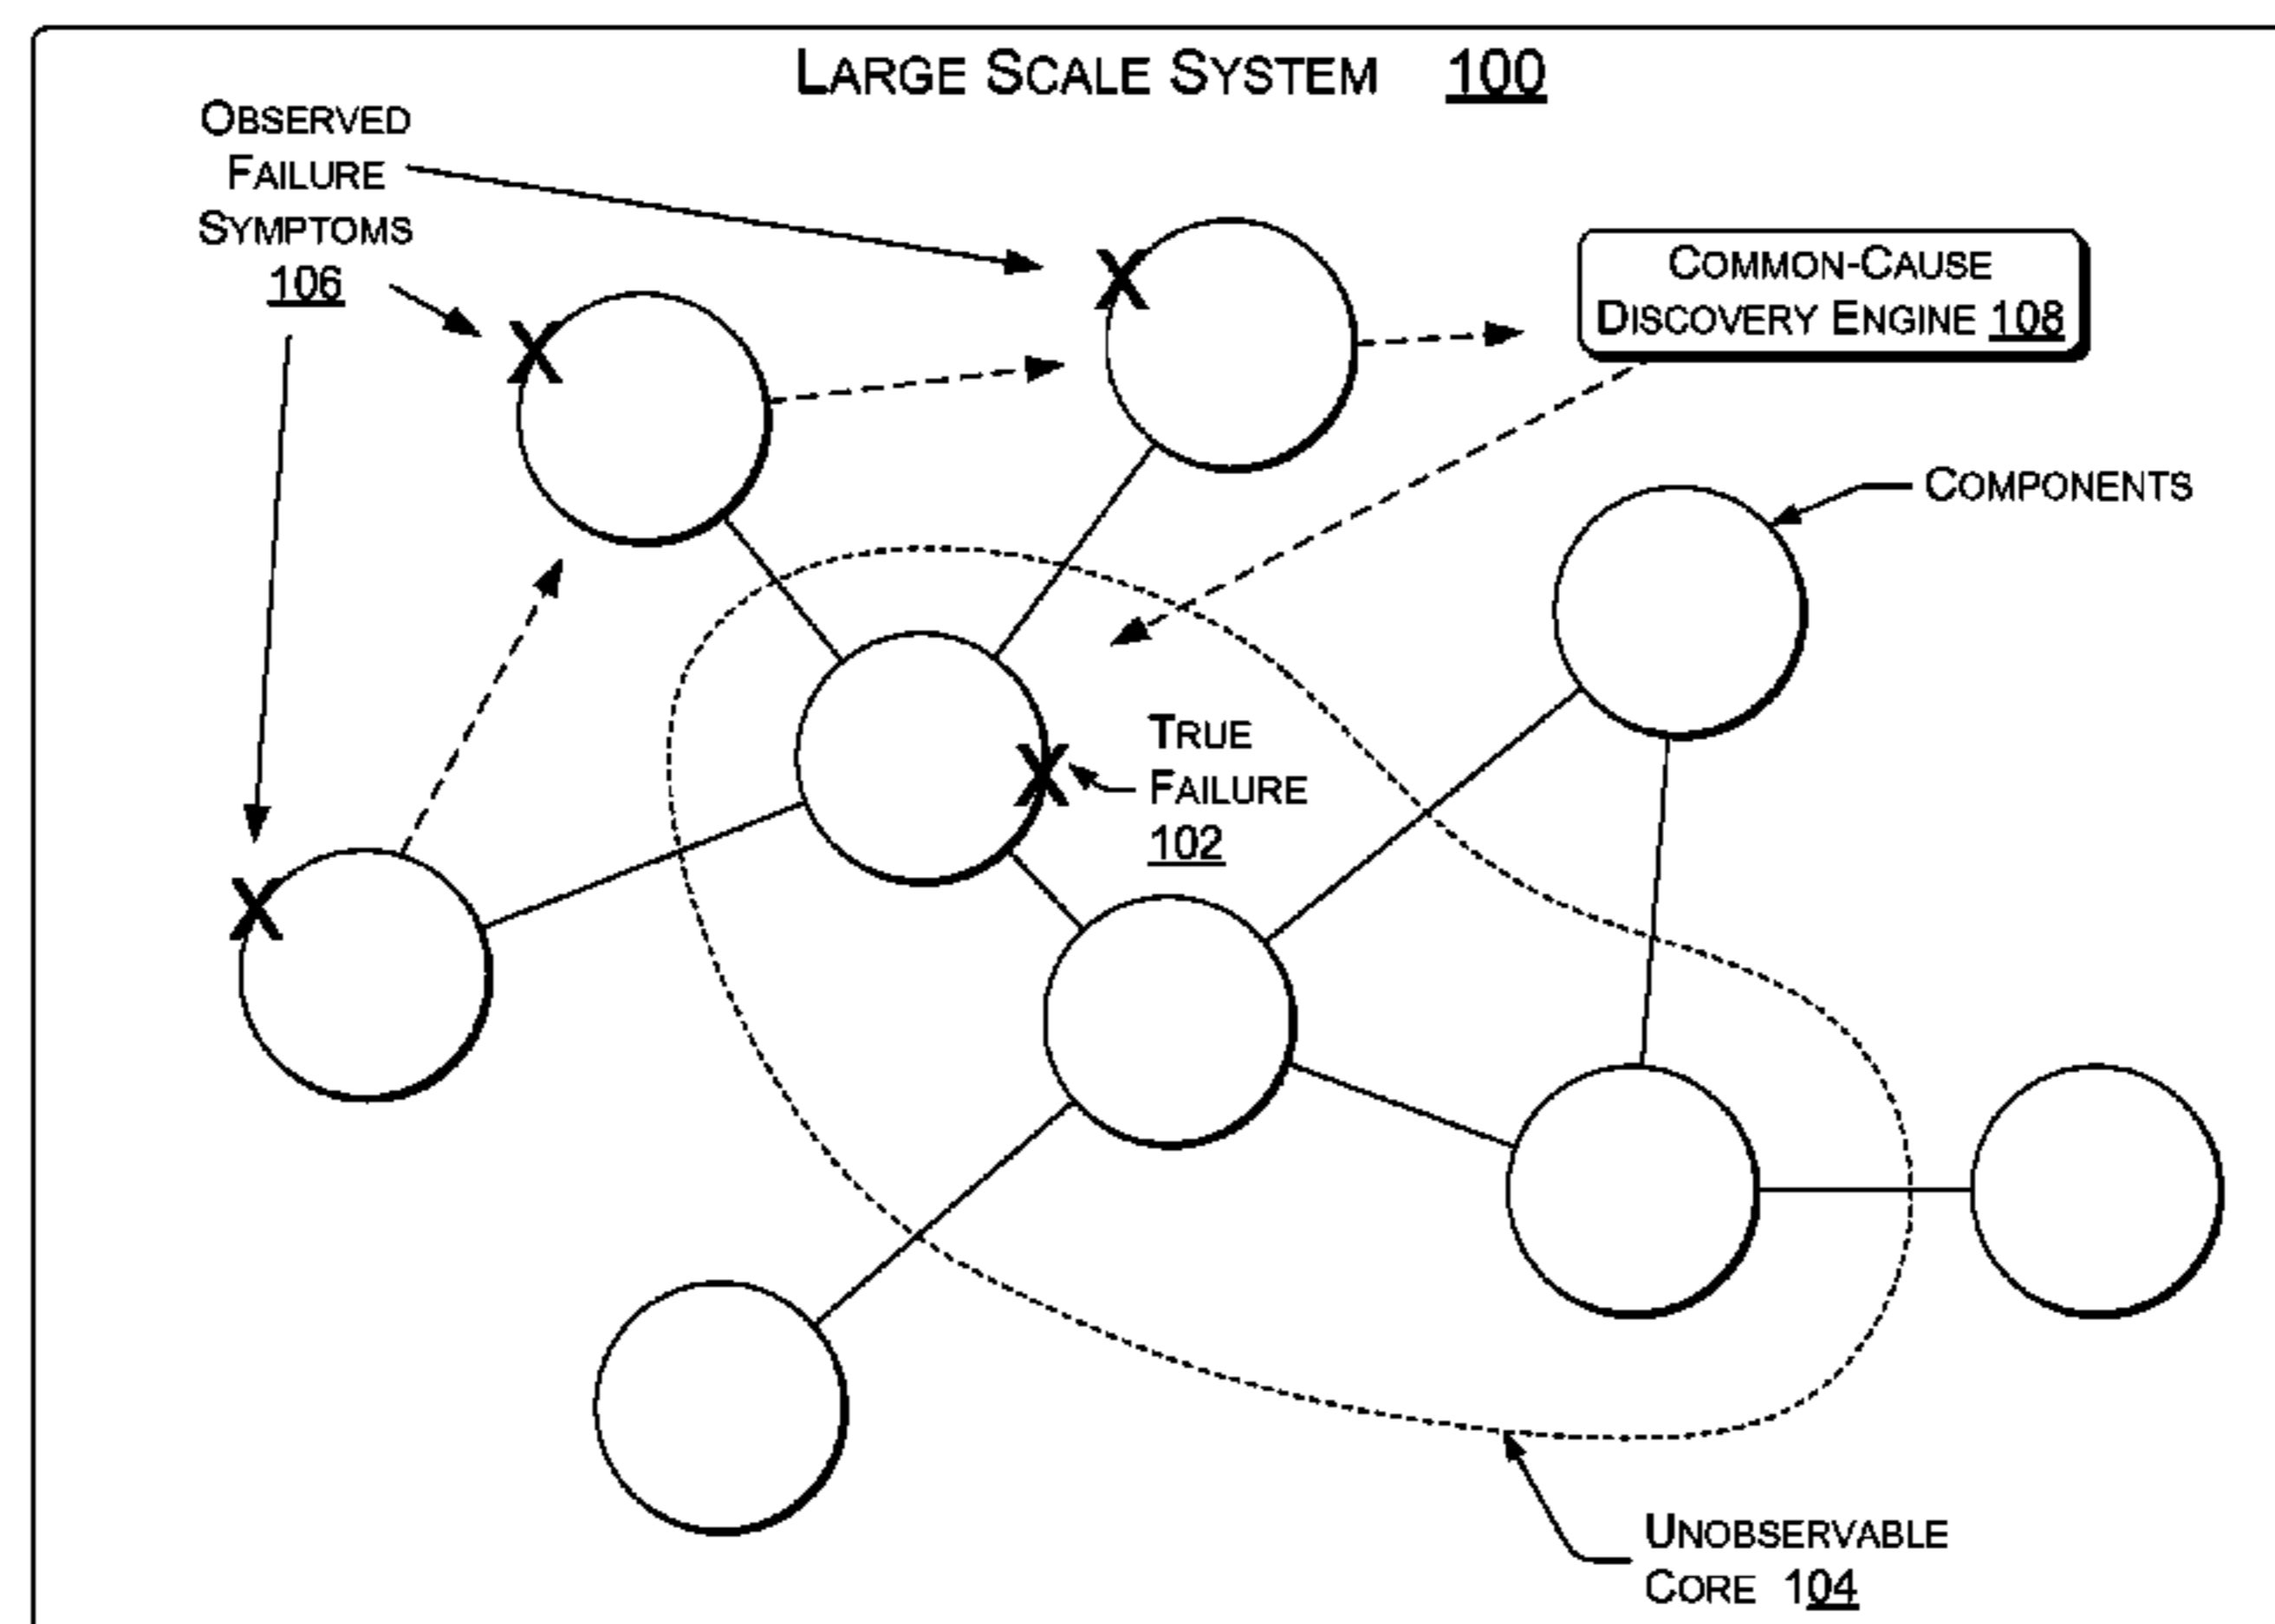 LARGE SCALE SYSTEM 100
OBSERVED
FAILURE
SYMPTOMS
106
COMMON-CAUSE
DISCOVERY ENGINE 108
COMPONENTS
X
X
X
X
TRUE
FAILURE
102
UNOBSERVABLE
CORE 104